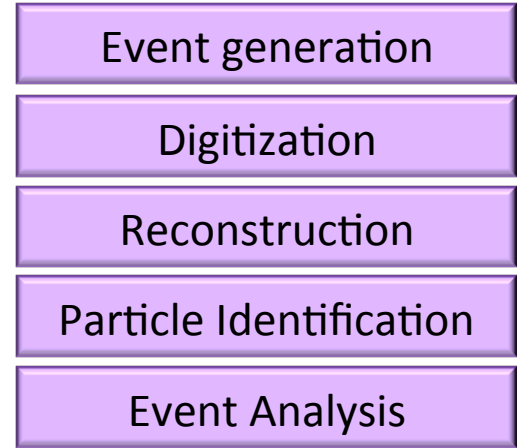 Event generation
Digitization
Reconstruction
Particle Identification
Event Analysis